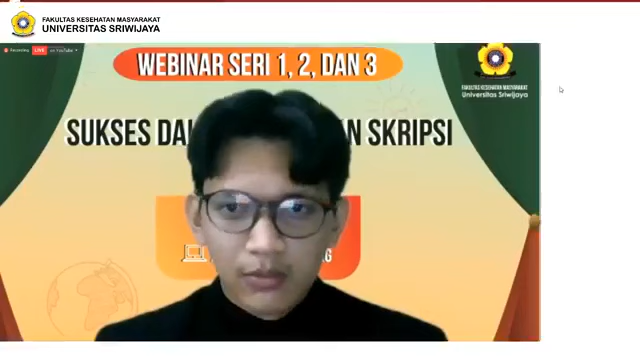 FAKULTAS KESEHATAN MASYARAKAT
UNIVERSITAS SRIWIJAYA
Recording
LIVE
on YouTube
WEBINAR SERI 1, 2, DAN 3
FAKULTAS KESEHATAN MASYARAKAT
Universitas Sriwijaya
SUKSES
SKRIPSI